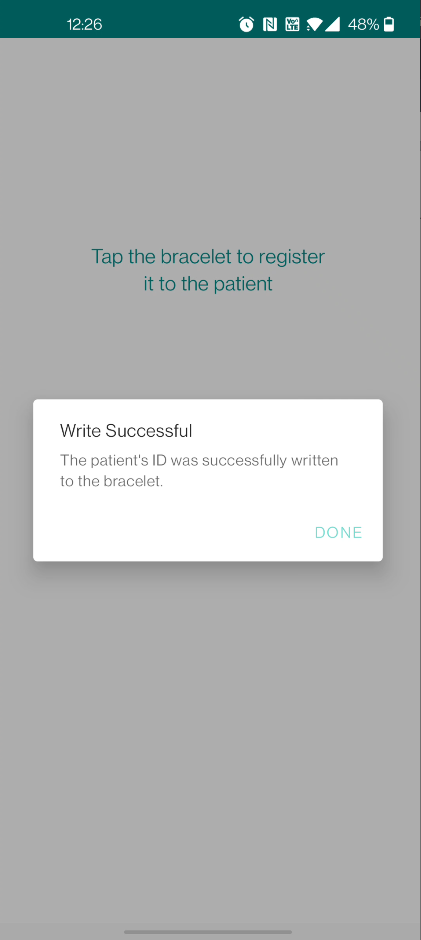 12:26 48%
Tap the bracelet to register
it to the patient
Write Successful
The patient's ID was successfully written
to the bracelet.
DONE